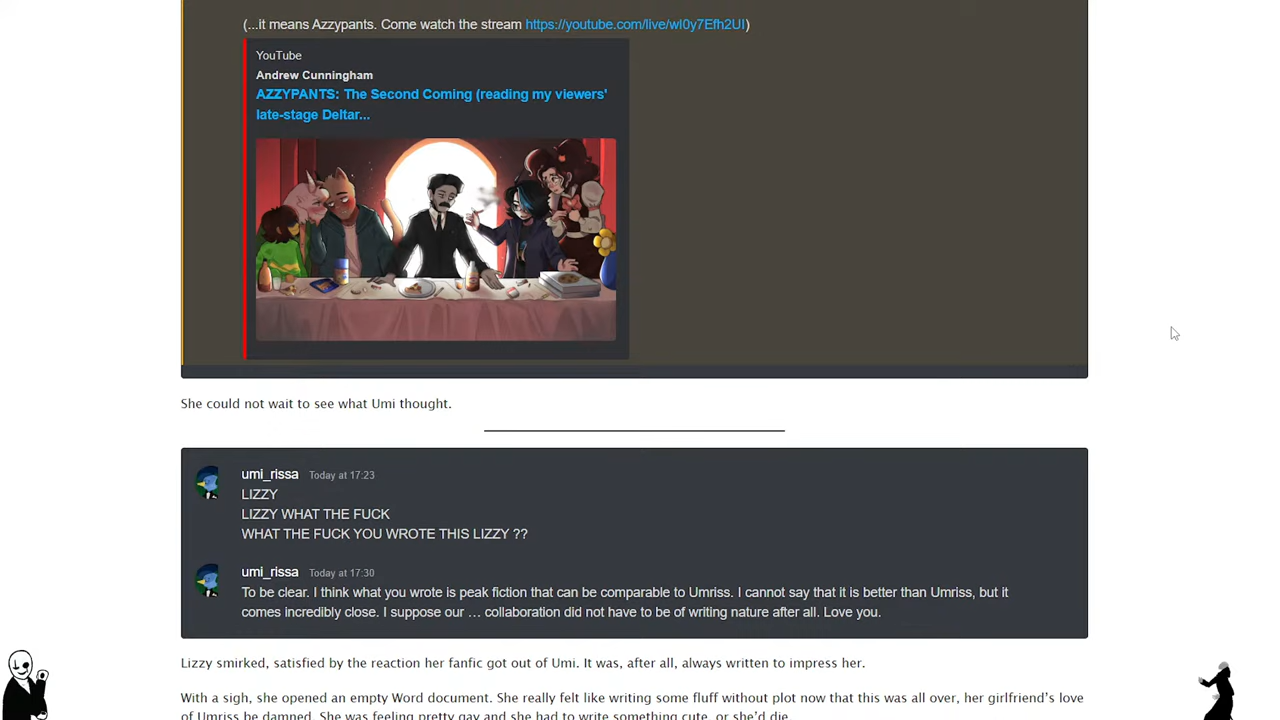 (...it means Azzypants. Come watch the stream https://youtube.com/live/wI0y7Efh2UI)
YouTube
Andrew Cunningham
AZZYPANTS: The Second Coming (reading my viewers'
late-stage Deltar...
She could not wait to see what Umi thought.
umi_rissa Today at 17:23
LIZZY
LIZZY WHAT THE FUCK
WHAT THE FUCK YOU WROTE THIS LIZZY ??
umi_rissa Today at 17:30
To be clear. I think what you wrote is peak fiction that can be comparable to Umriss. I cannot say that it is better than Umriss, but it
comes incredibly close. I suppose our … collaboration did not have to be of writing nature after all. Love you.
Lizzy smirked, satisfied by the reaction her fanfic got out of Umi. It was, after all, always written to impress her.
With a sigh, she opened an empty Word document. She really felt like writing some fluff without plot now that this was all over, her girlfriend's love
of Umriss be damned. She was feeling pretty gay and she had to write something cute, or she'd die.